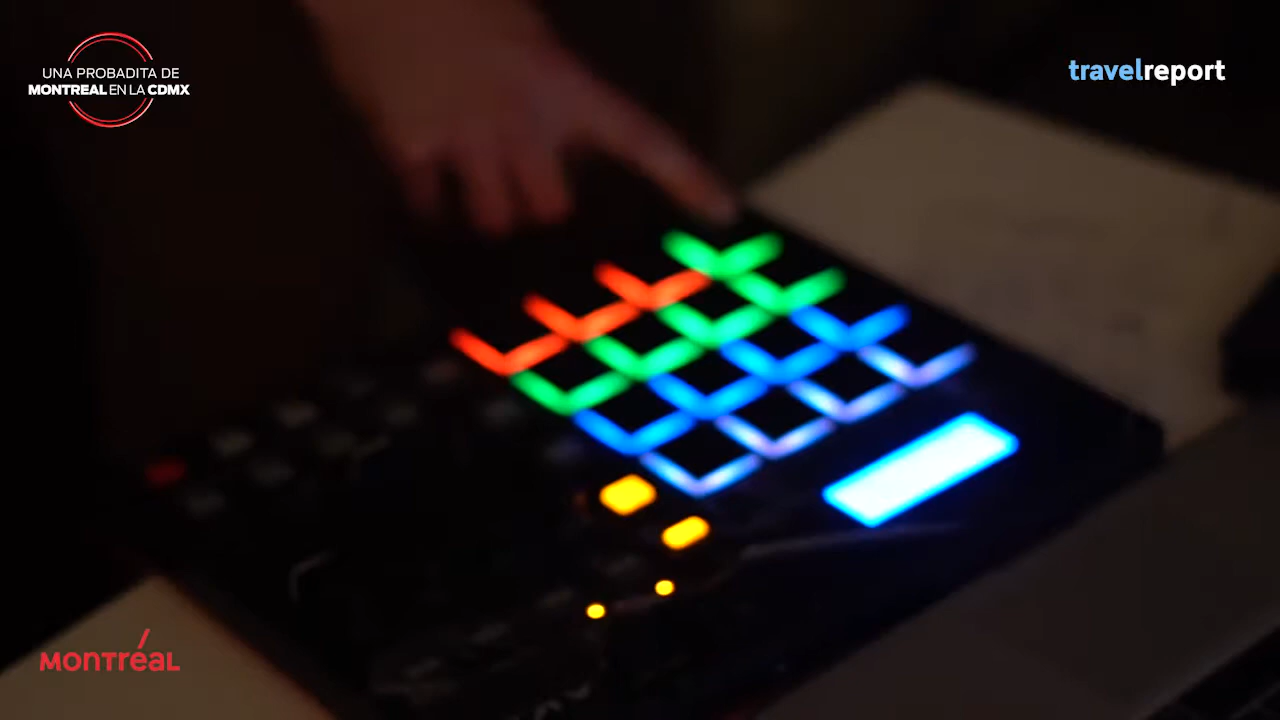 UNA PROBADITA DE
MONTREAL EN LA CDMX
travelreport
MONTréAL